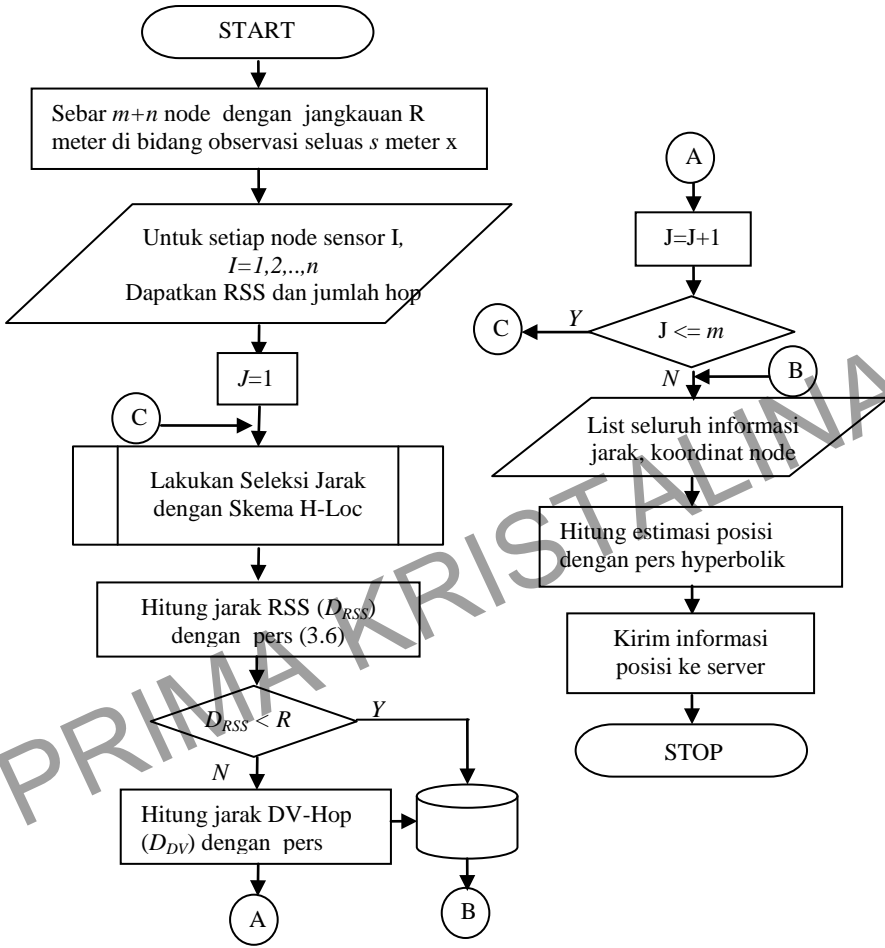 START
Sebar m+n node dengan jangkauan R
meter di bidang observasi seluas s meter x
Untuk setiap node sensor I,
I=1,2,..,n
Dapatkan RSS dan jumlah hop
J=1
C
Lakukan Seleksi Jarak
dengan Skema H-Loc
Hitung jarak RSS (D_RSS)
dengan pers (3.6)
D_RSS < R
Y
N
Hitung jarak DV-Hop
(D_DV) dengan pers
A
B
A
J=J+1
J <= m
Y
C
N
B
List seluruh informasi
jarak, koordinat node
Hitung estimasi posisi
dengan pers hyperbolik
Kirim informasi
posisi ke server
STOP
PRIMA KRISTALINA